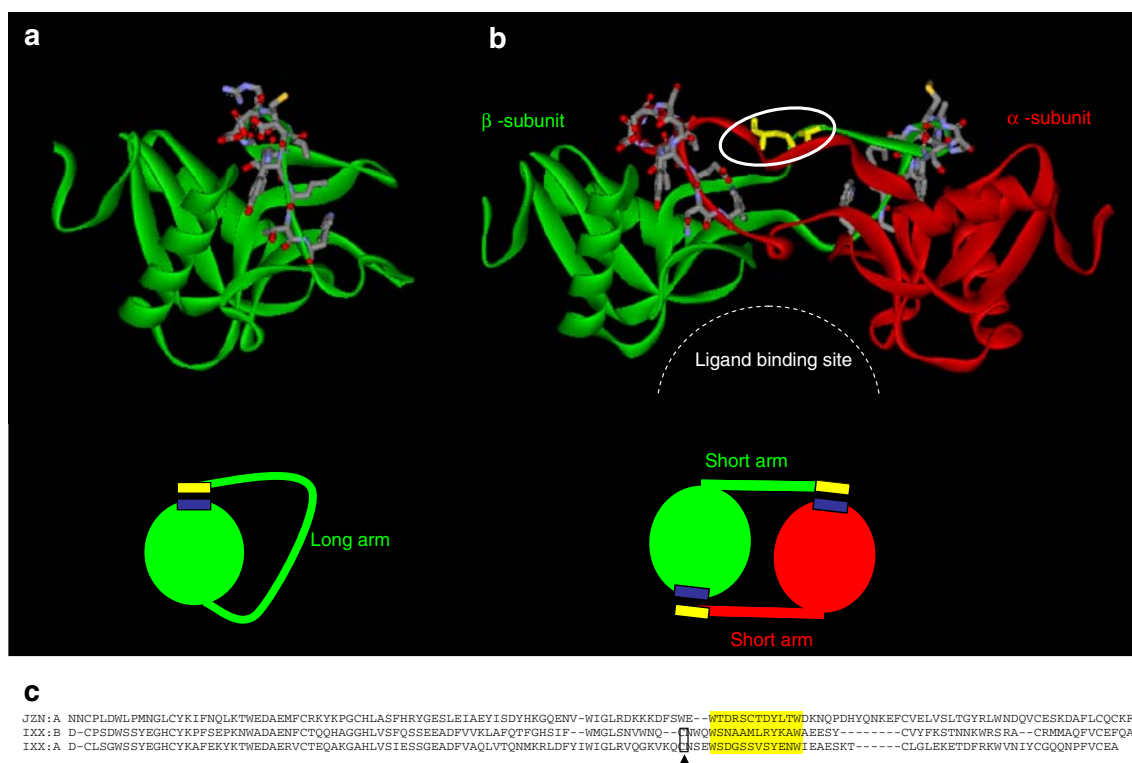 a
b
β -subunit
α -subunit
Ligand binding site
Short arm
Long arm
Short arm
c
JZN:A NNCPLDWLPMNGLCYKIFNQLKTWEDAEMFCRKYKPGCHLASFHRYGESLEIAEYISDYHKGQENV-WIGLRDKKKDFSWE--WTDRSCTDYLTWDKNQPDHYQNKEFCVELVSLTGYRLWNDQVCESKDAFLCQCKF
IXX:B D-CPSDWSSYEGHCYKPFSEPKNWADAENFCTQQHAGGHLVSFQSSEEADFVVKLAFQTFGHSIF--WMGLSNVWNQ--CNWQWSNAAMLRYKAWAEESY--------CVYFKSTNNKWRSRA--CRMMAQFVCEFQA
IXX:A D-CLSGWSSYEGHCYKAFEKYKTWEDAERVCTEQAKGAHLVSIESSGEADFVAQLVTQNMKRLDFYIWIGLRVQGKVKQCNSEWSDGSSVSYENWIEAESKT------CLGLEKETDFRKWVNIYCGQQNPFVCEA